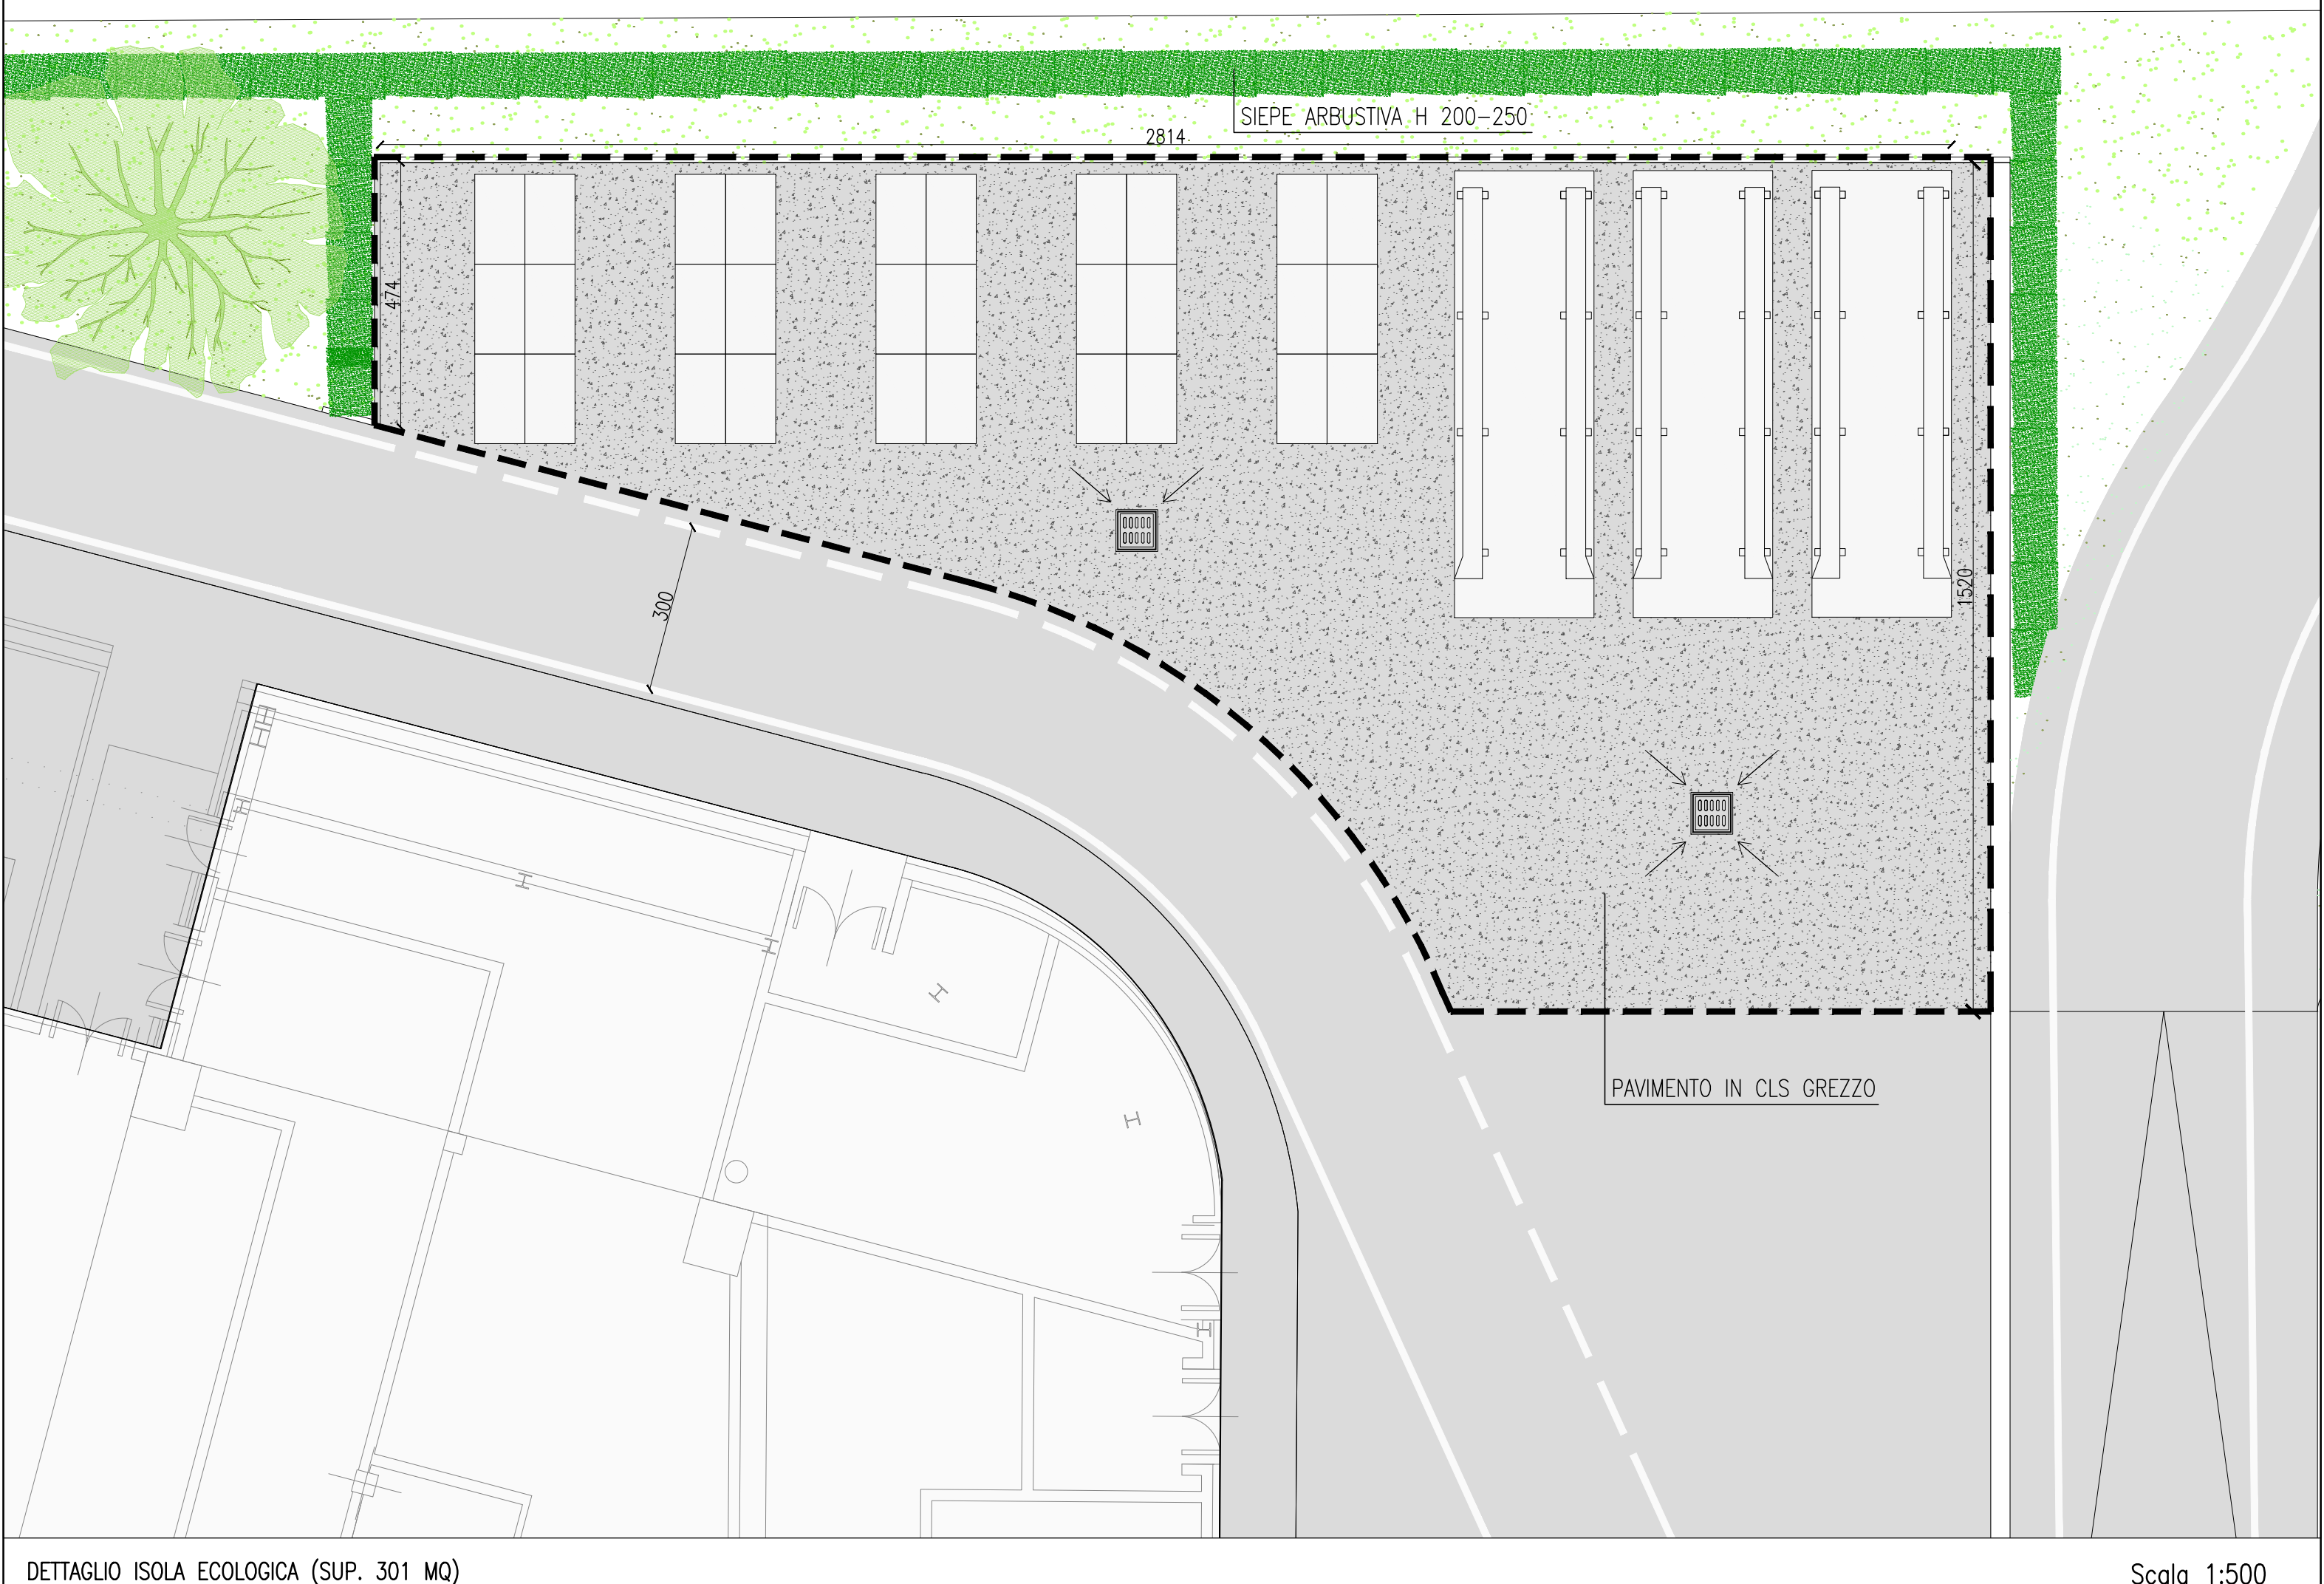 SIEPE ARBUSTIVA H 200-250
2814
474
300
1520
PAVIMENTO IN CLS GREZZO
DETTAGLIO ISOLA ECOLOGICA (SUP. 301 MQ)
Scala 1:500